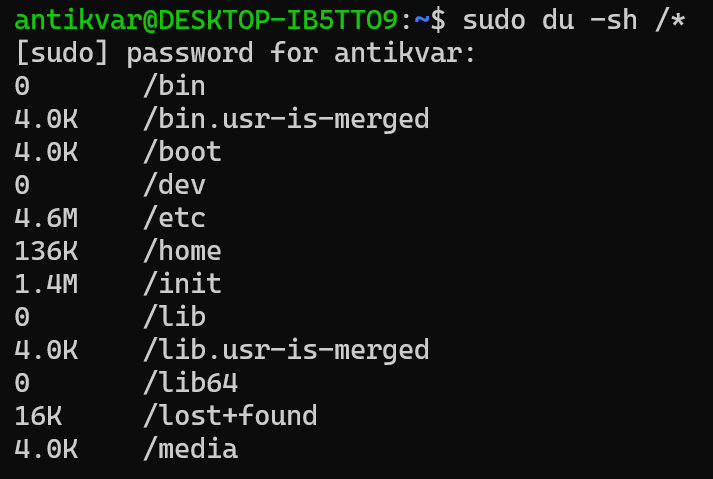 antikvar@DESKTOP-IB5TTO9:~$ sudo du -sh /*
[sudo] password for antikvar:
0       /bin
4.0K    /bin.usr-is-merged
4.0K    /boot
0       /dev
4.6M    /etc
136K    /home
1.4M    /init
0       /lib
4.0K    /lib.usr-is-merged
0       /lib64
16K     /lost+found
4.0K    /media